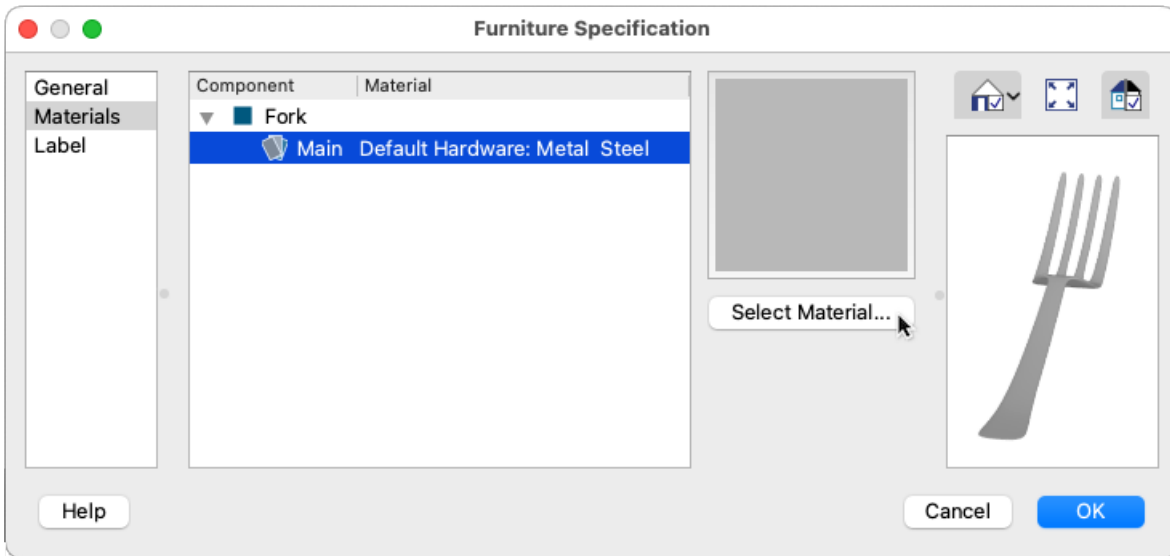 Furniture Specification
General
Materials
Label
Component Material
Fork
Main Default Hardware: Metal Steel
Select Material...
Help
Cancel
OK